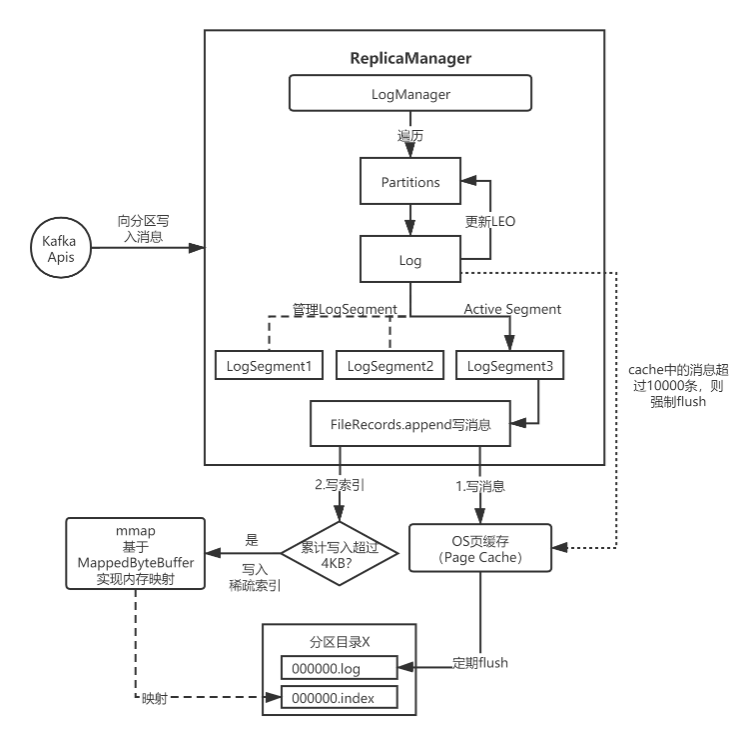 ReplicaManager
LogManager
遍历
Partitions
更新LEO
Log
Kafka
Apis
向分区写
入消息
管理LogSegment
Active Segment
LogSegment1
LogSegment2
LogSegment3
cache中的消息超
过10000条，则
强制flush
FileRecords.append写消息
2.写索引
1.写消息
mmap
基于
MappedByteBuffer
实现内存映射
是
写入
稀疏索引
累计写入超过
4KB?
OS页缓存
（Page Cache）
分区目录X
000000.log
定期flush
000000.index
映射